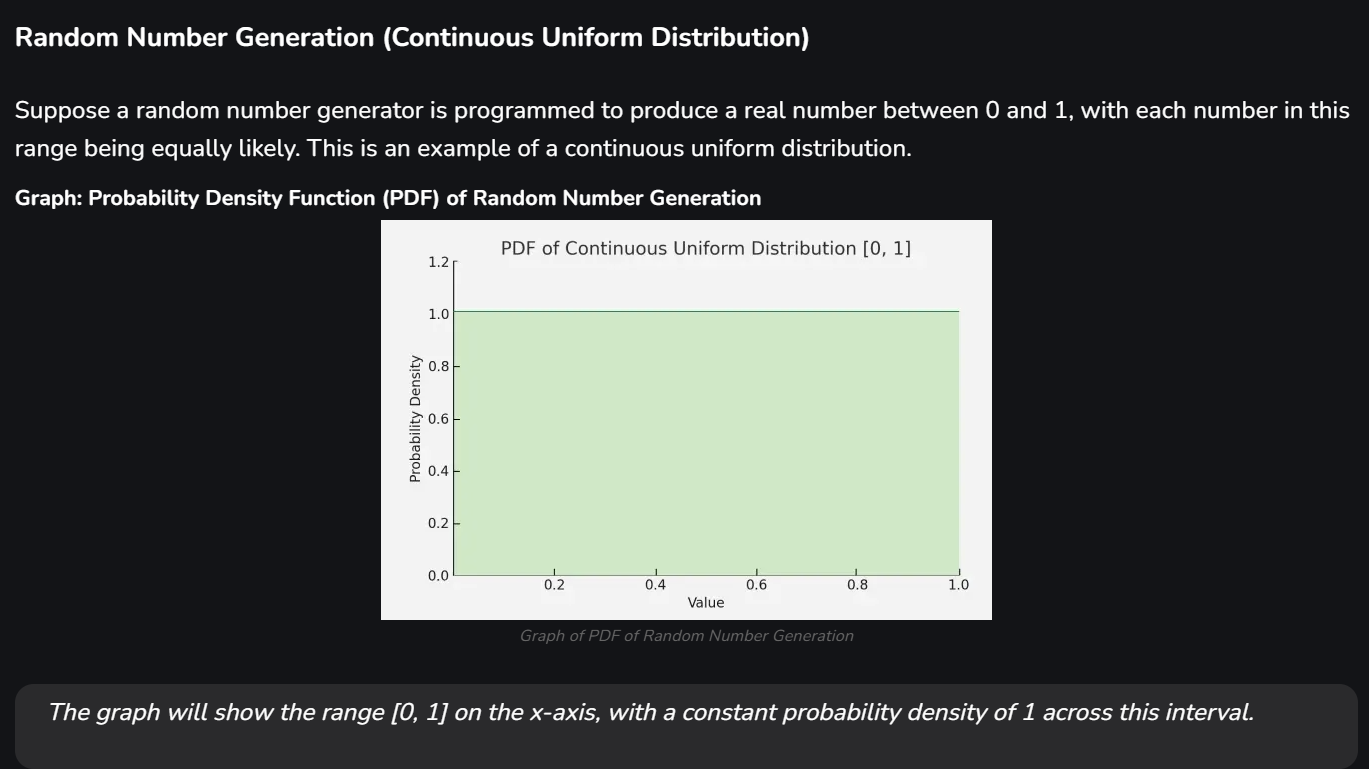 Random Number Generation (Continuous Uniform Distribution)
Suppose a random number generator is programmed to produce a real number between 0 and 1, with each number in this
range being equally likely. This is an example of a continuous uniform distribution.
Graph: Probability Density Function (PDF) of Random Number Generation
PDF of Continuous Uniform Distribution [0, 1]
1.2
1.0
0.8
0.6
0.4
0.2
0.0
Probability Density
0.2 0.4 0.6 0.8 1.0
Value
Graph of PDF of Random Number Generation
The graph will show the range [0, 1] on the x-axis, with a constant probability density of 1 across this interval.